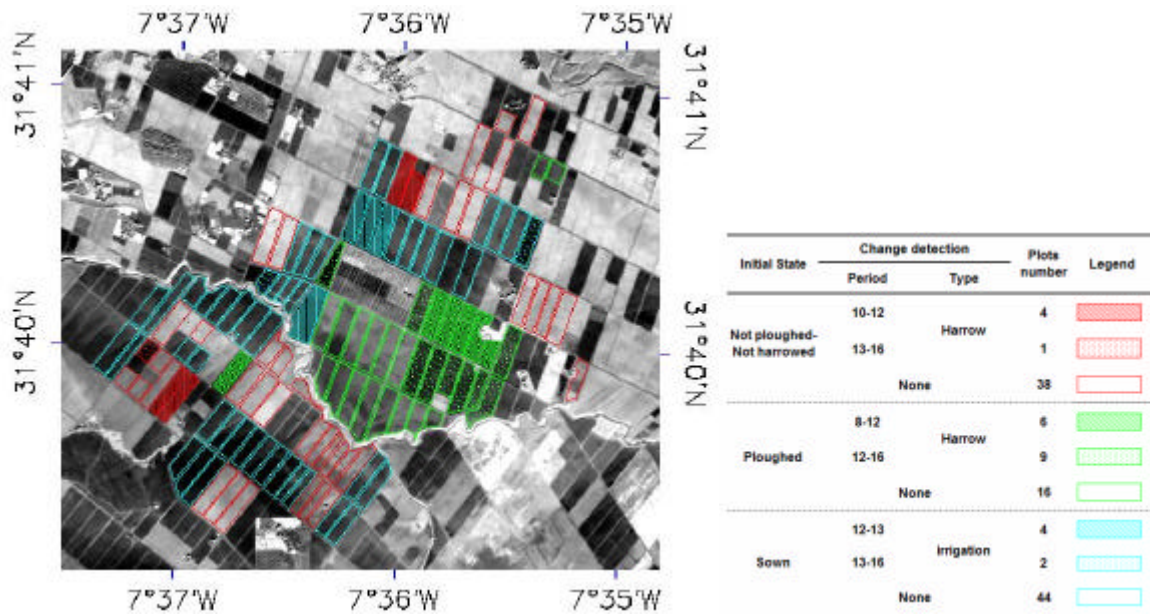 7°37'W 7°36'W 7°35'W
31°41'N 31°41'N
31°40'N 31°40'N
7°37'W 7°36'W 7°35'W
Initial State Change detection Plots number Legend
Period Type
Not ploughed-
Not harrowed
10-12 Harrow 4
13-16 1
None 38
Ploughed
8-12 Harrow 6
12-16 9
None 16
Sown
12-13 Irrigation 4
13-16 2
None 44